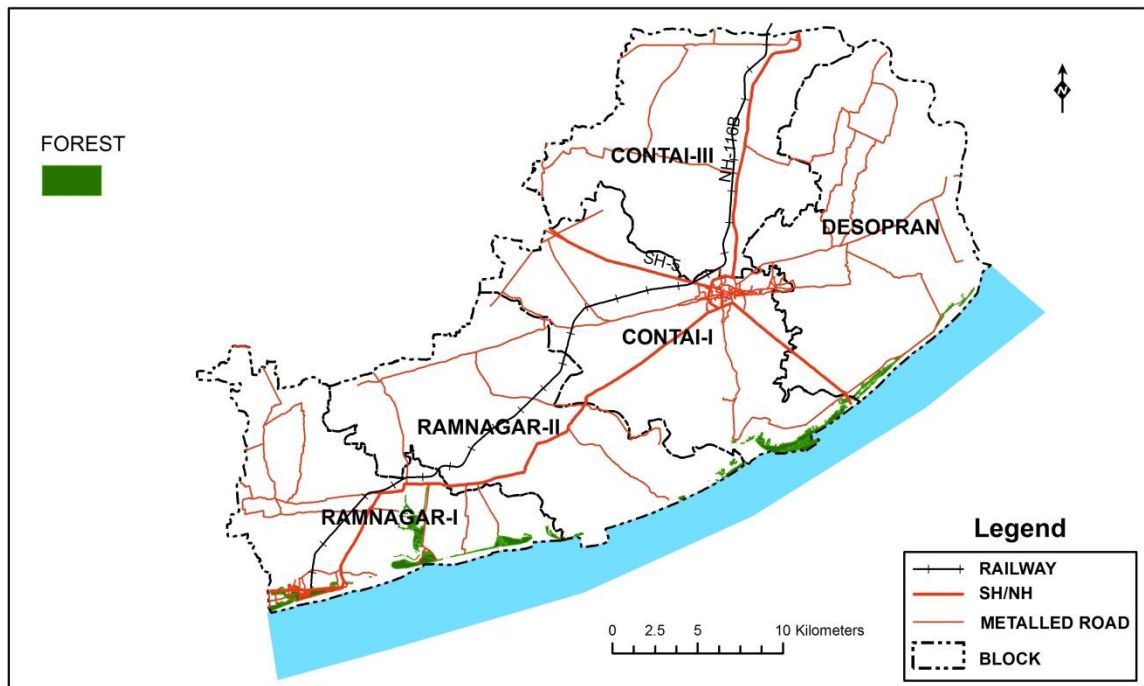 FOREST
CONTAI-III
NH-116B
DESOPRAN
SH-5
CONTAI-I
RAMNAGAR-II
RAMNAGAR-I
N
Legend
RAILWAY
SH/NH
METALLED ROAD
BLOCK
0 2.5 5 10 Kilometers